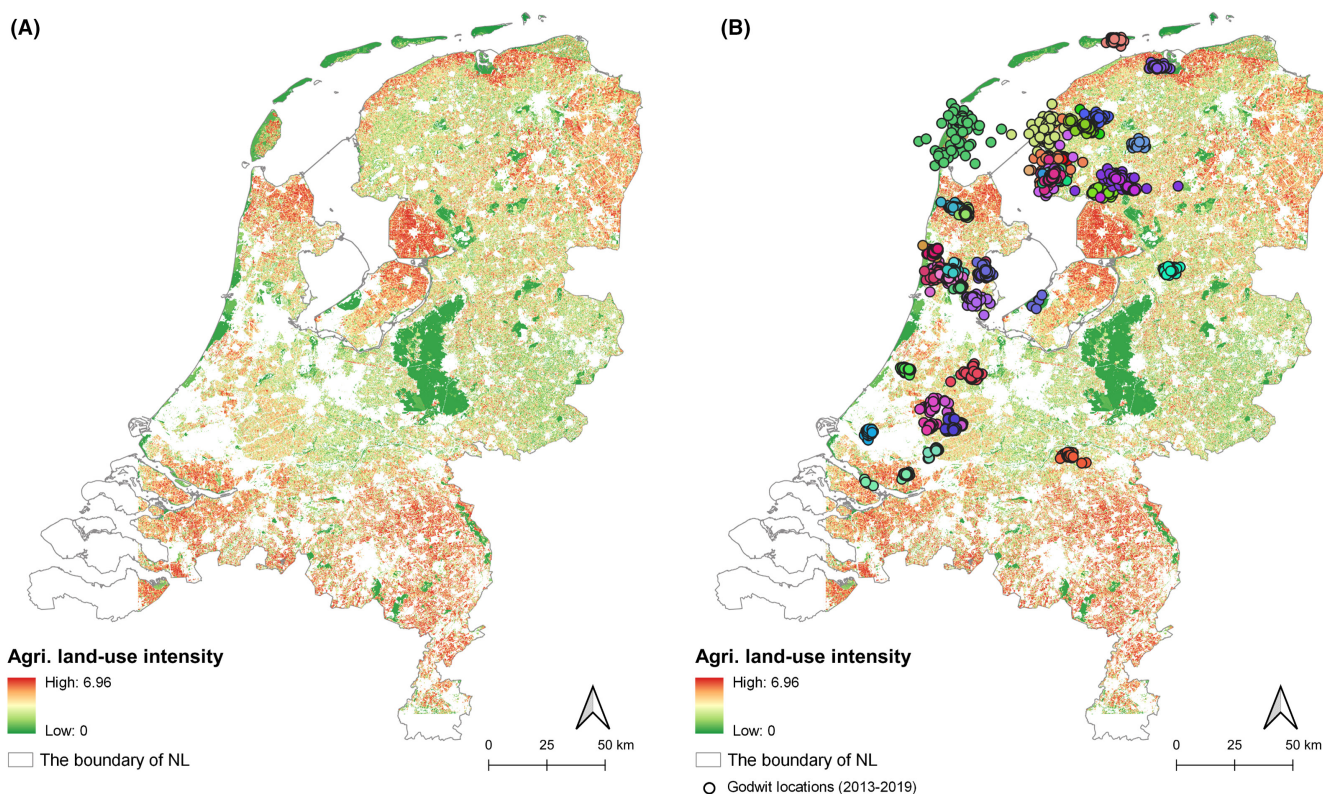 (A)
Agri. land-use intensity
High: 6.96
Low: 0
The boundary of NL
0 25 50 km
(B)
Agri. land-use intensity
High: 6.96
Low: 0
The boundary of NL
Godwit locations (2013-2019)
0 25 50 km